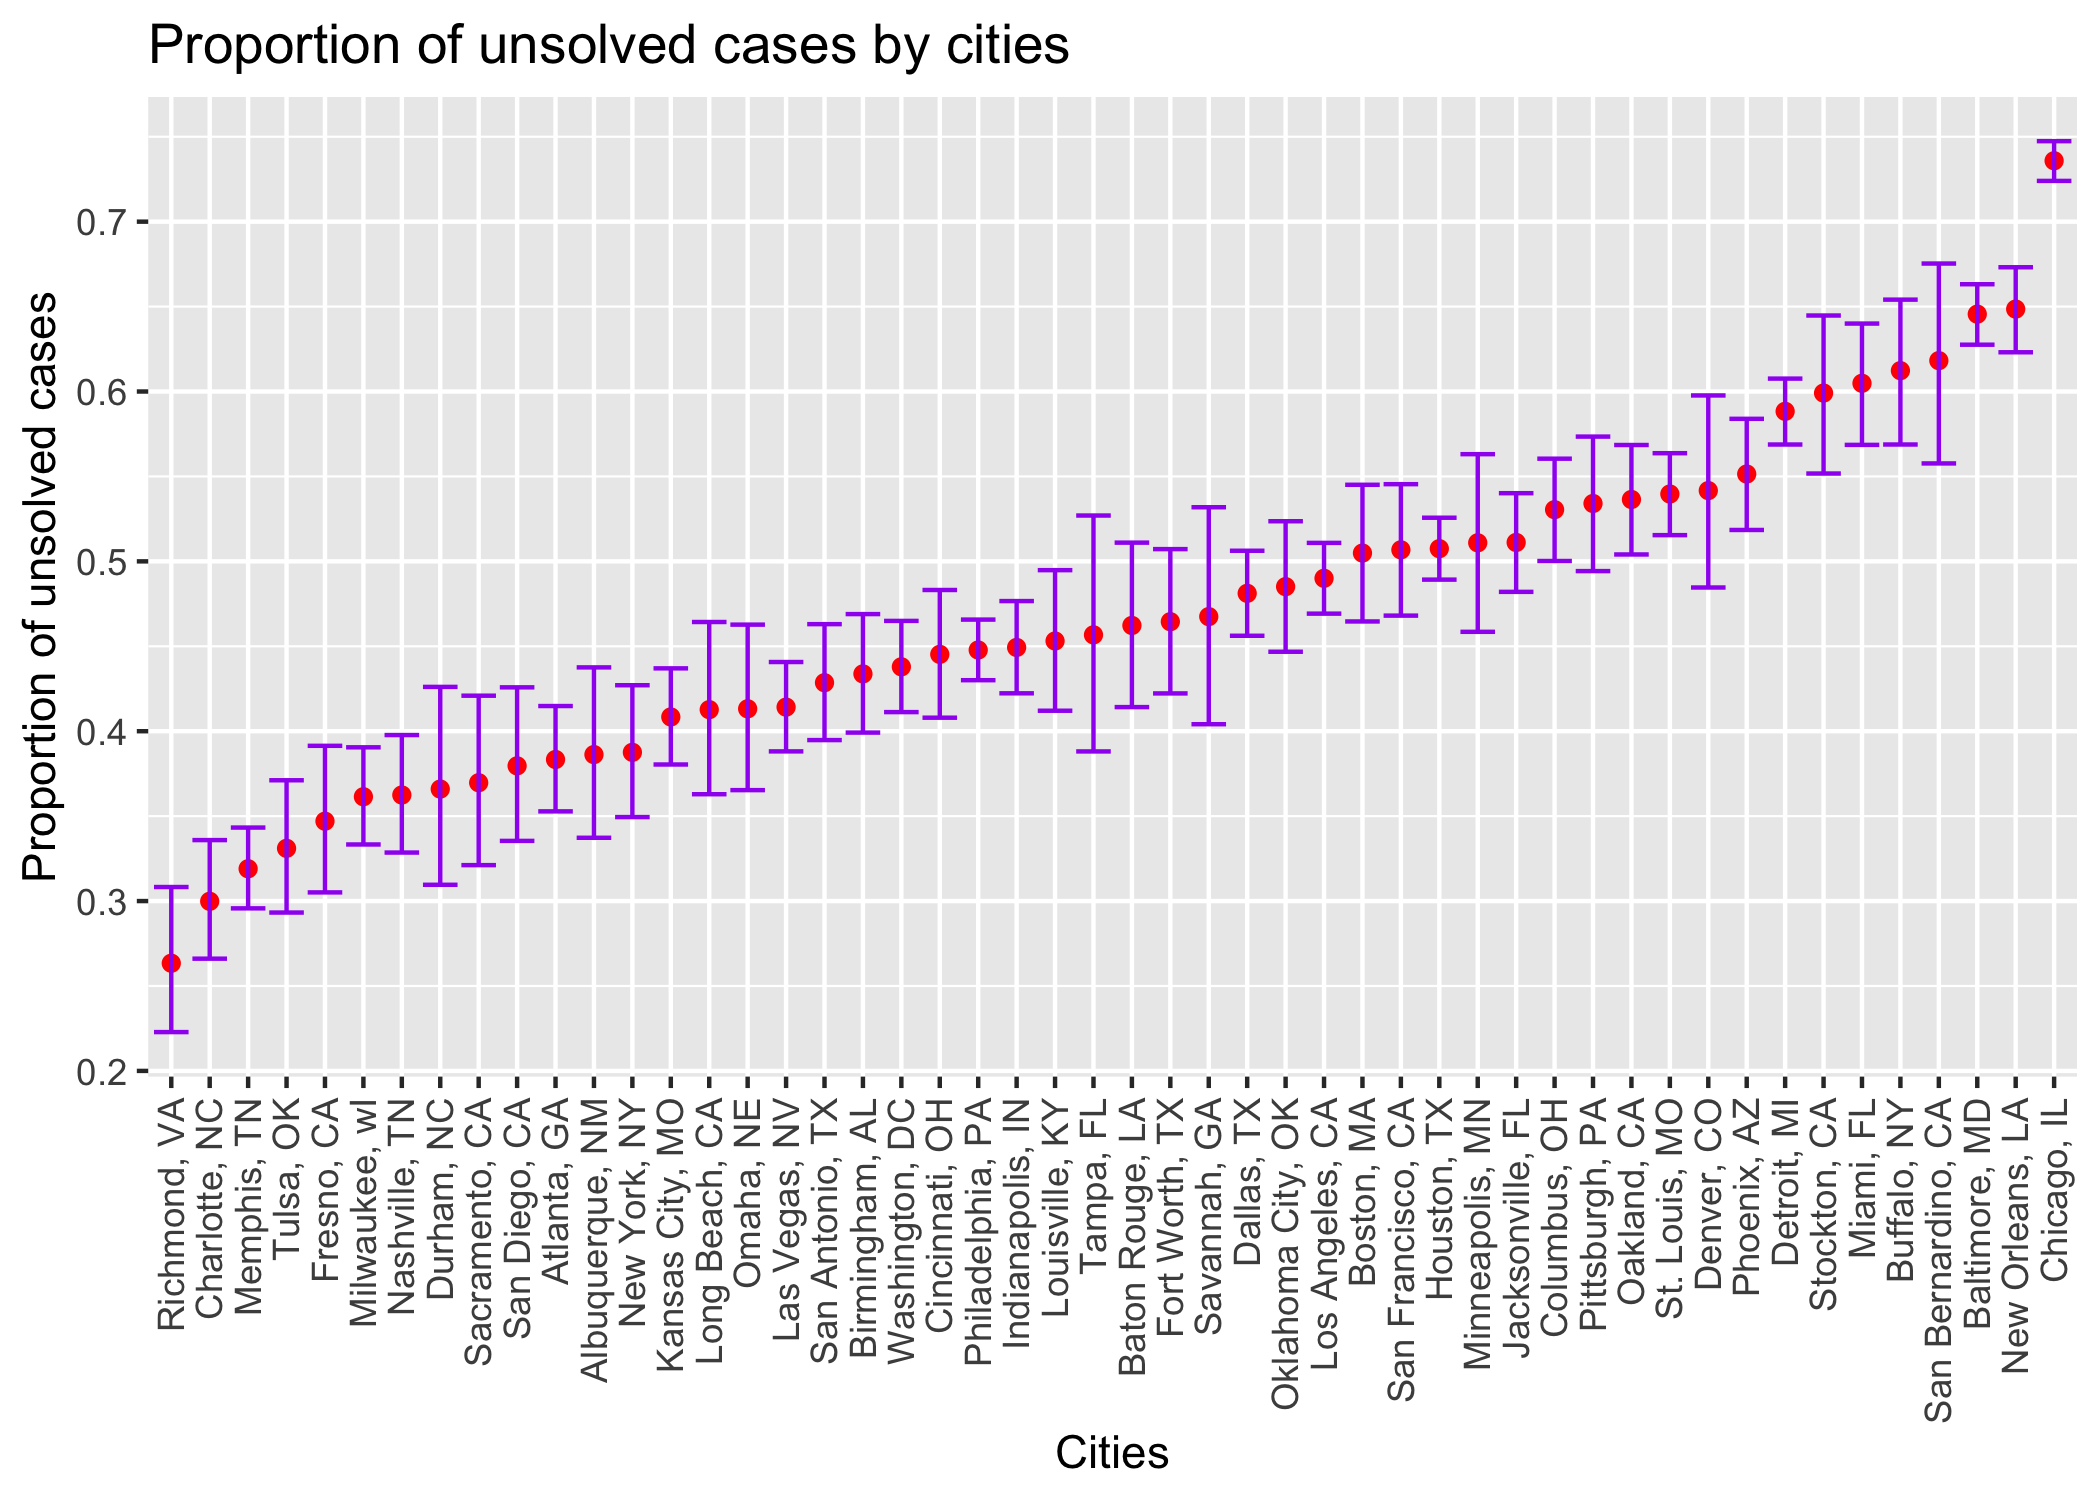 Proportion of unsolved cases by cities
Proportion of unsolved cases
0.7
0.6
0.5
0.4
0.3
0.2
Richmond, VA
Charlotte, NC
Memphis, TN
Tulsa, OK
Fresno, CA
Milwaukee, wI
Nashville, TN
Durham, NC
Sacramento, CA
San Diego, CA
Atlanta, GA
Albuquerque, NM
New York, NY
Kansas City, MO
Long Beach, CA
Omaha, NE
Las Vegas, NV
San Antonio, TX
Birmingham, AL
Washington, DC
Cincinnati, OH
Philadelphia, PA
Indianapolis, IN
Louisville, KY
Tampa, FL
Baton Rouge, LA
Fort Worth, TX
Savannah, GA
Dallas, TX
Oklahoma City, OK
Los Angeles, CA
Boston, MA
San Francisco, CA
Houston, TX
Minneapolis, MN
Jacksonville, FL
Columbus, OH
Pittsburgh, PA
Oakland, CA
St. Louis, MO
Denver, CO
Phoenix, AZ
Detroit, MI
Stockton, CA
Miami, FL
Buffalo, NY
San Bernardino, CA
Baltimore, MD
New Orleans, LA
Chicago, IL
Cities